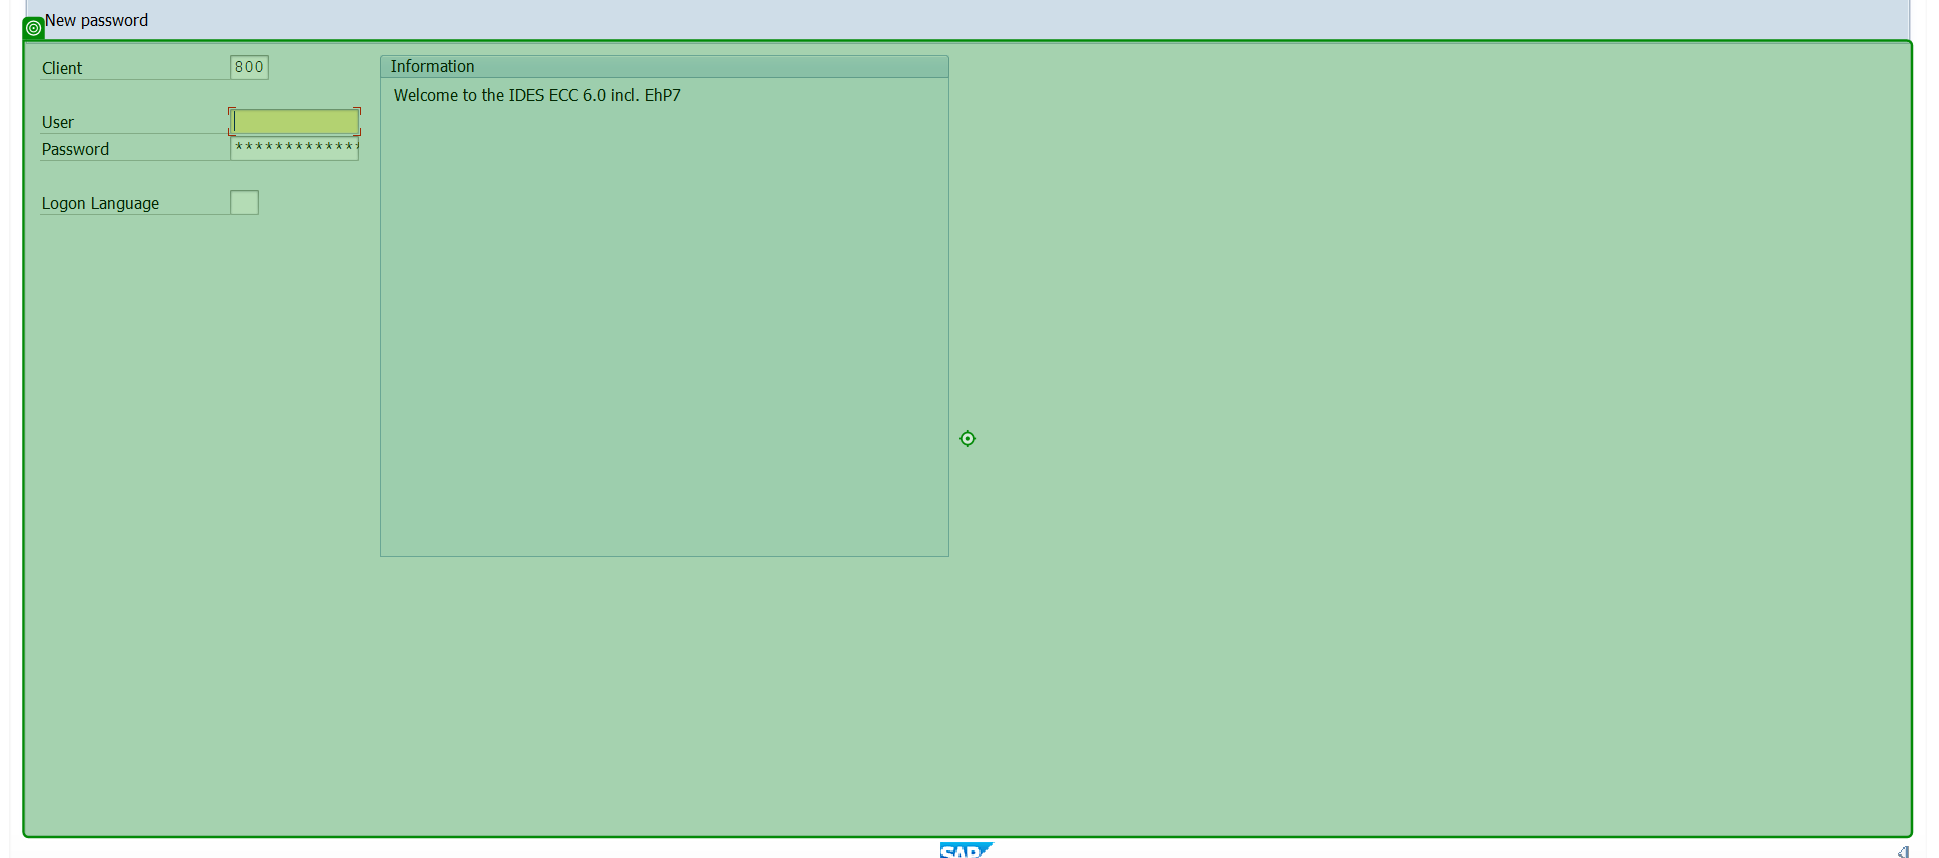 New password
Client 800
Information
Welcome to the IDES ECC 6.0 incl. EhP7
User
Password *************
Logon Language
SAP